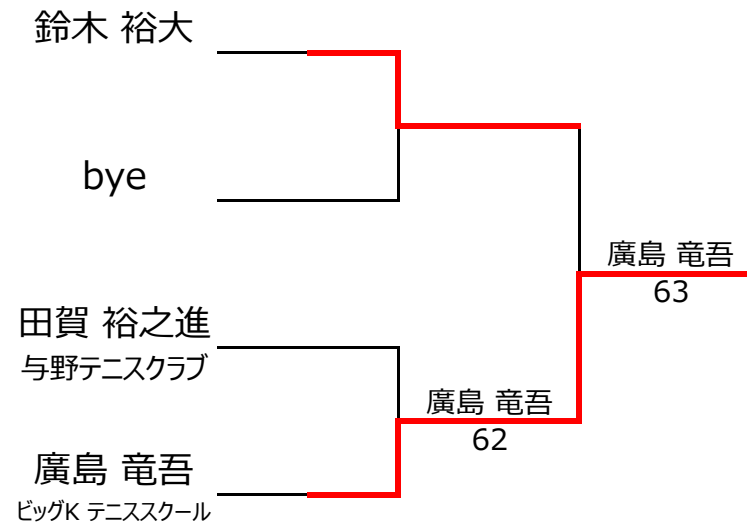 鈴木 裕大
bye
田賀 裕之進
与野テニスクラブ
廣島 竜吾
ビッグK テニススクール
廣島 竜吾
62
廣島 竜吾
63